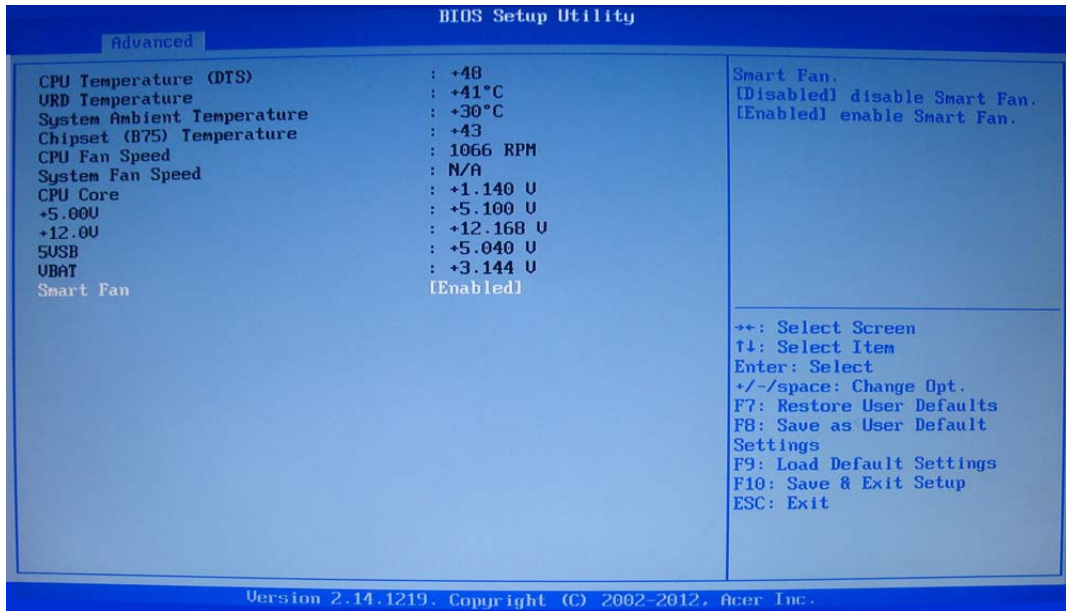 BIOS Setup Utility
Advanced
CPU Temperature (DTS) : +48
VRD Temperature : +41°C
System Ambient Temperature : +30°C
Chipset (B75) Temperature : +43
CPU Fan Speed : 1066 RPM
System Fan Speed : N/A
CPU Core : +1.140 V
+5.00V : +5.100 V
+12.0V : +12.168 V
5VSB : +5.040 V
VBAT : +3.144 V
Smart Fan [Enabled]
Smart Fan.
[Disabled] disable Smart Fan.
[Enabled] enable Smart Fan.
→←: Select Screen
↑↓: Select Item
Enter: Select
+/-/space: Change Opt.
F7: Restore User Defaults
F8: Save as User Default
Settings
F9: Load Default Settings
F10: Save & Exit Setup
ESC: Exit
Version 2.14.1219. Copyright (C) 2002-2012, Acer Inc.